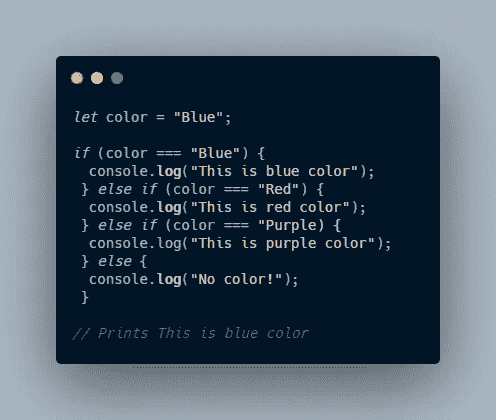 let color = "Blue";
if (color === "Blue") {
console.log("This is blue color");
} else if (color === "Red") {
console.log("This is red color");
} else if (color === "Purple) {
console.log("This is purple color");
} else {
console.log("No color!");
}
// Prints This is blue color